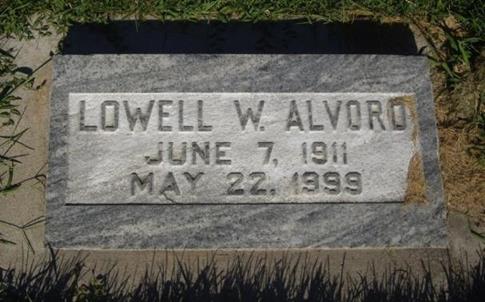 LOWELL W. ALVORD
JUNE 7, 1911
MAY 22, 1999